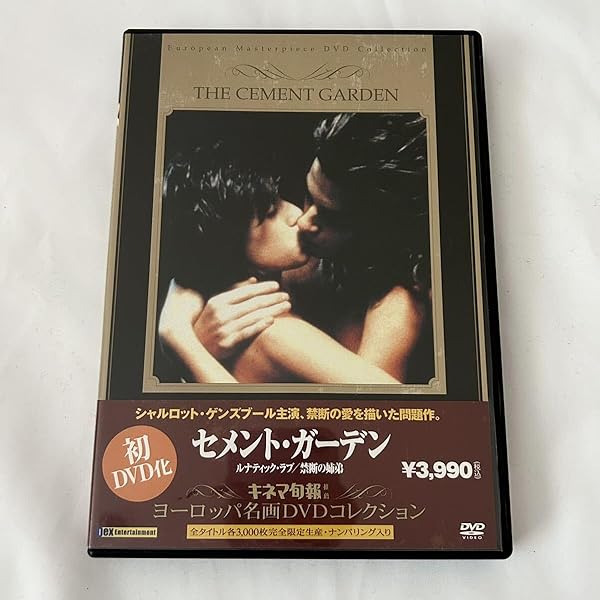 European Masterpiece DVD Collection
THE CEMENT GARDEN
シャルロット・ゲンズブール主演、禁断の愛を描いた問題作。
初
DVD化
セメント・ガーデン
ルナティック・ラブ/禁断の姉弟
¥3,990
キネマ旬報
ヨーロッパ名画DVDコレクション
全タイトル各3,000枚完全限定生産・ナンバリング入り
Entertainment
DVD
VIDEO